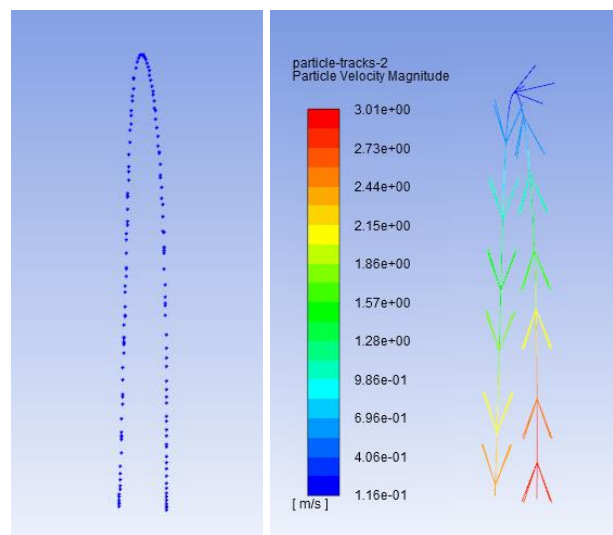 particle-tracks-2
Particle Velocity Magnitude
3.01e+00
2.73e+00
2.44e+00
2.15e+00
1.86e+00
1.57e+00
1.28e+00
9.86e-01
6.96e-01
4.06e-01
1.16e-01
[ m/s ]